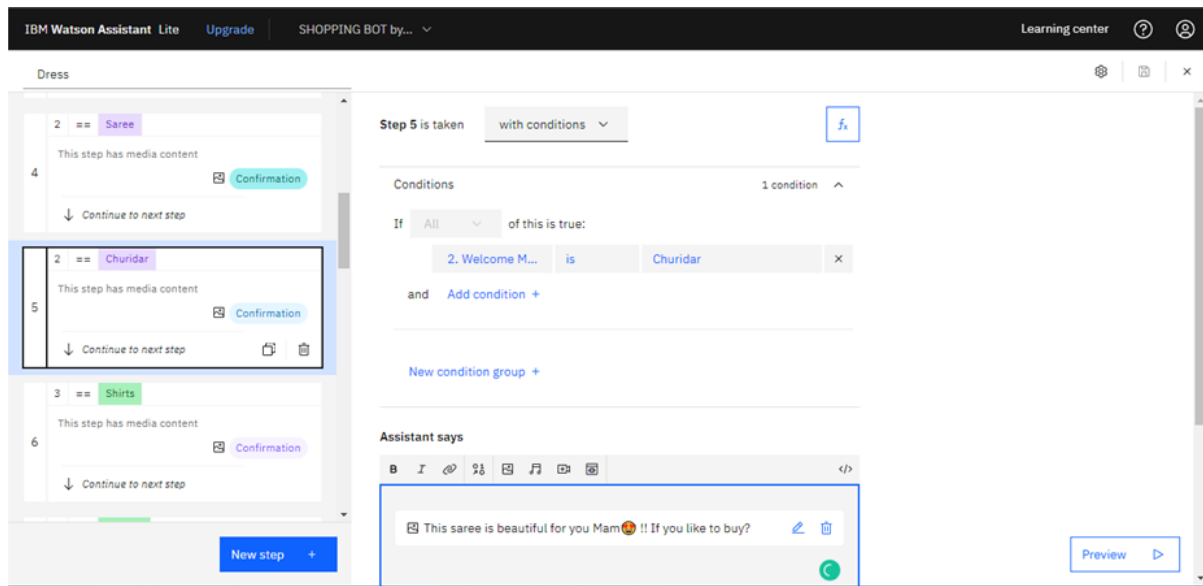 IBM Watson Assistant Lite Upgrade SHOPPING BOT by... Learning center
Dress
2 == Saree
This step has media content
4
Confirmation
Continue to next step
2 == Churidar
This step has media content
5
Confirmation
Continue to next step
3 == Shirts
This step has media content
6
Confirmation
Continue to next step
New step +
Step 5 is taken with conditions
fx
Conditions 1 condition
If All of this is true:
2. Welcome M... is Churidar
and Add condition +
New condition group +
Assistant says
B I </>
This saree is beautiful for you Mam😍 !! If you like to buy?
Preview